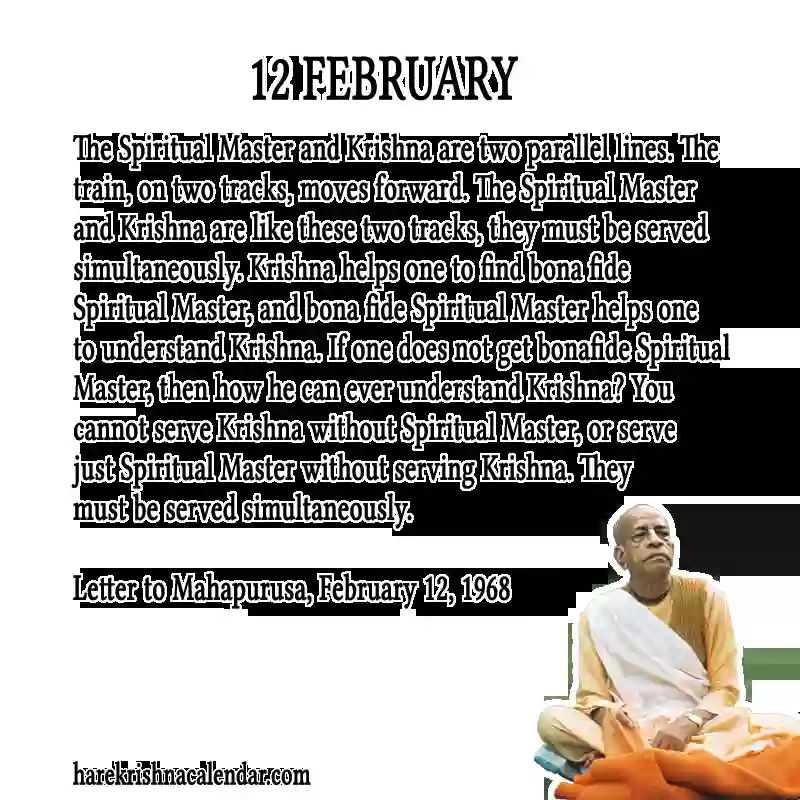 12 FEBRUARY
The Spiritual Master and Krishna are two parallel lines. The
train, on two tracks, moves forward. The Spiritual Master
and Krishna are like these two tracks, they must be served
simultaneously. Krishna helps one to find bona fide
Spiritual Master, and bona fide Spiritual Master helps one
to understand Krishna. If one does not get bonafide Spiritual
Master, then how he can ever understand Krishna? You
cannot serve Krishna without Spiritual Master, or serve
just Spiritual Master without serving Krishna. They
must be served simultaneously.
Letter to Mahapurusa, February 12, 1968
harekrishnacalendar.com